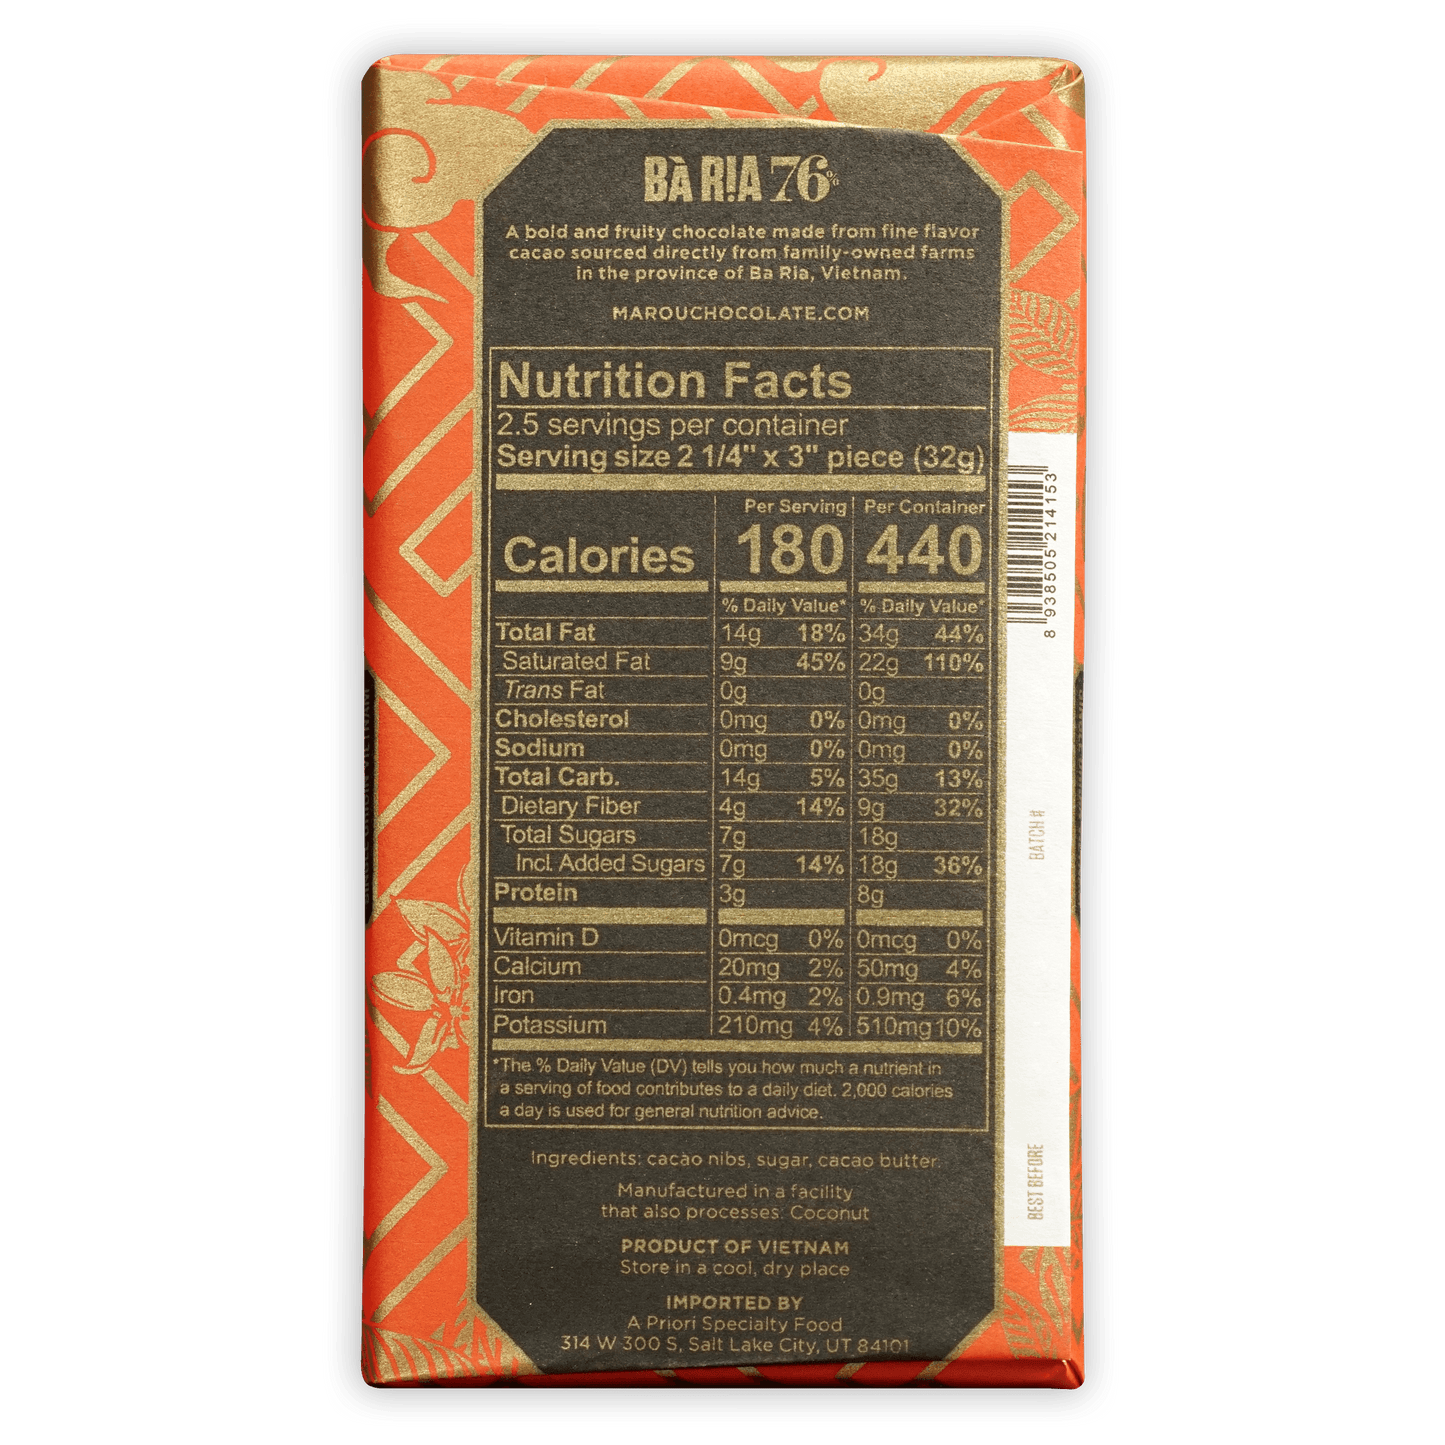 BÀ RỊA 76%
A bold and fruity chocolate made from fine flavor
cacao sourced directly from family-owned farms
in the province of Ba Ria, Vietnam.
MAROUCHOCOLATE.COM
Nutrition Facts
2.5 servings per container
Serving size 2 1/4" x 3" piece (32g)
Per Serving Per Container
Calories 180 440
% Daily Value* % Daily Value*
Total Fat 14g 18% 34g 44%
Saturated Fat 9g 45% 22g 110%
Trans Fat 0g 0g
Cholesterol 0mg 0% 0mg 0%
Sodium 0mg 0% 0mg 0%
Total Carb. 14g 5% 35g 13%
Dietary Fiber 4g 14% 9g 32%
Total Sugars 7g 18g
Incl. Added Sugars 7g 14% 18g 36%
Protein 3g 8g
Vitamin D 0mcg 0% 0mcg 0%
Calcium 20mg 2% 50mg 4%
Iron 0.4mg 2% 0.9mg 6%
Potassium 210mg 4% 510mg 10%
*The % Daily Value (DV) tells you how much a nutrient in
a serving of food contributes to a daily diet. 2,000 calories
a day is used for general nutrition advice.
Ingredients: cacao nibs, sugar, cacao butter.
Manufactured in a facility
that also processes: Coconut
PRODUCT OF VIETNAM
Store in a cool, dry place
IMPORTED BY
A Priori Specialty Food
314 W 300 S, Salt Lake City, UT 84101
8 938505 214153
BATCH #
BEST BEFORE